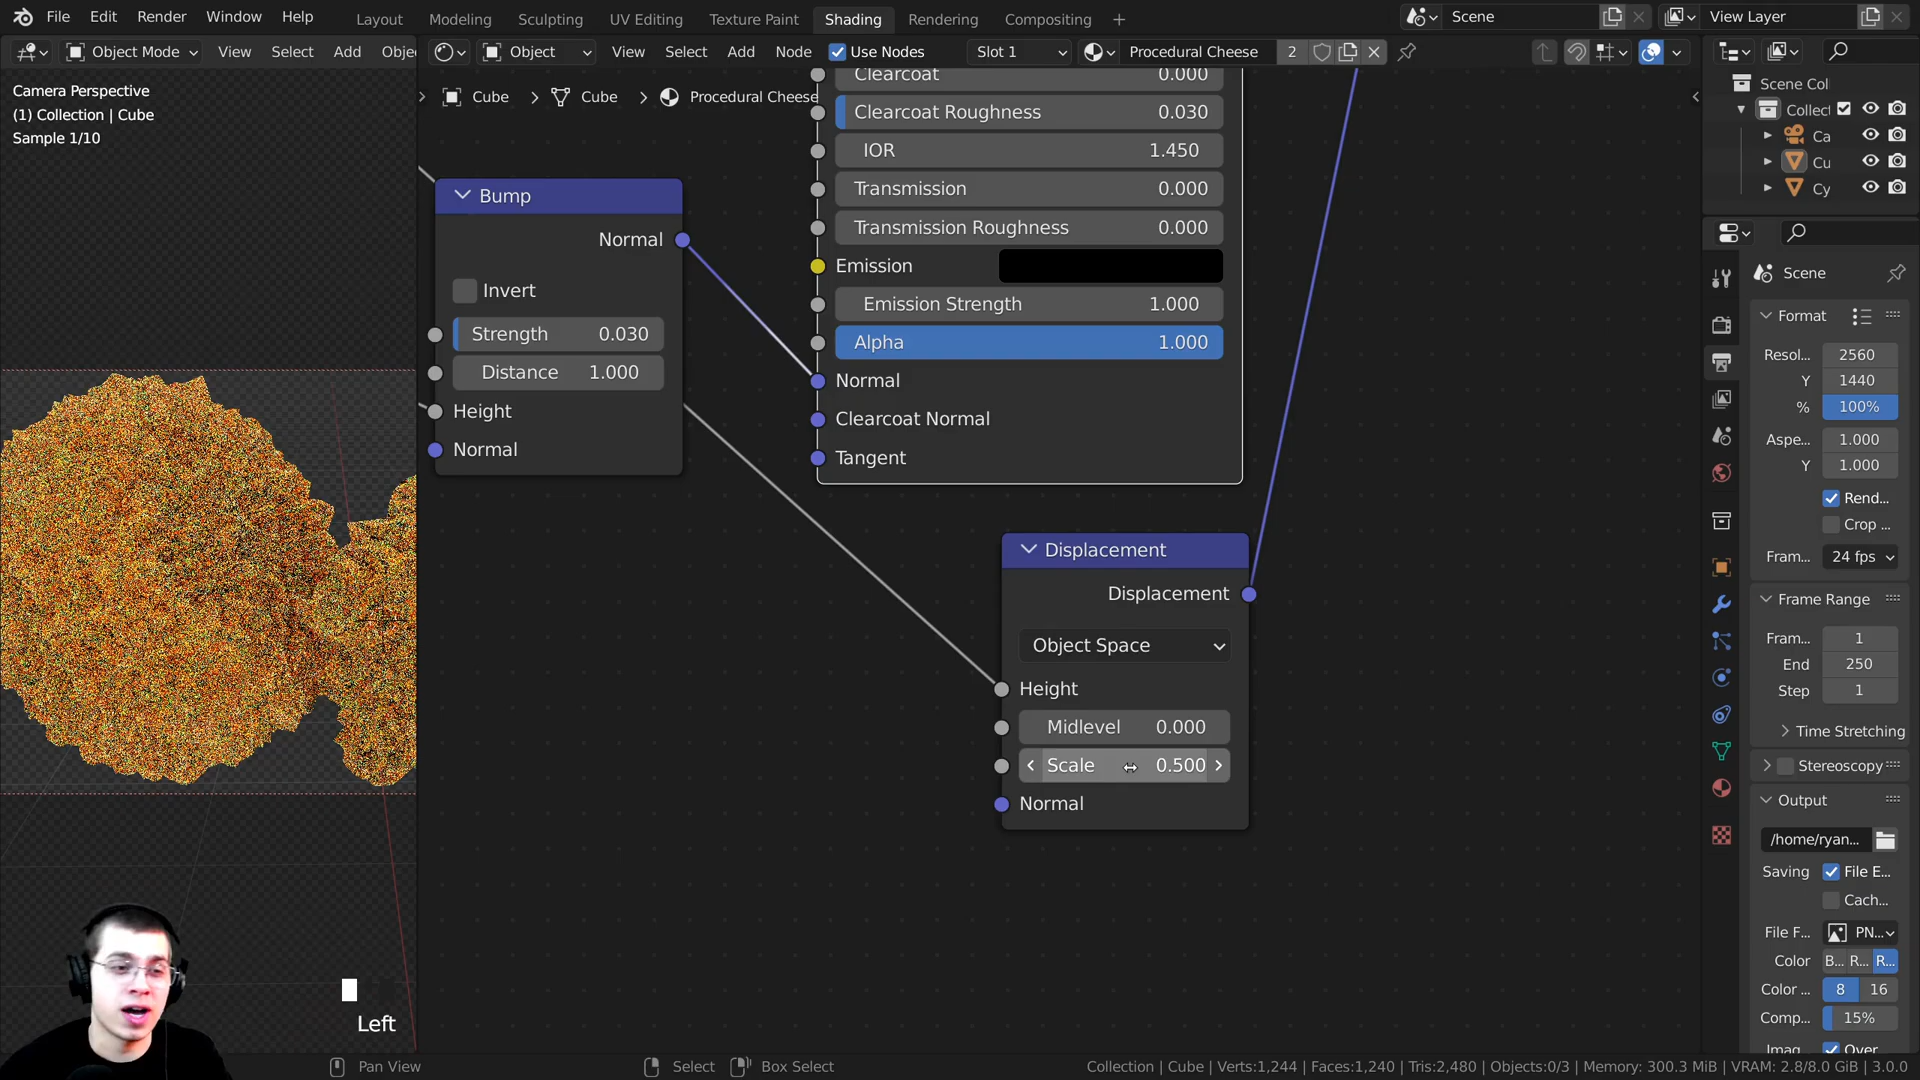 File Edit Render Window Help Layout Modeling Sculpting UV Editing Texture Paint Shading Rendering Compositing + Scene View Layer
Object Mode View Select Add Objec Object View Select Add Node Use Nodes Slot 1 Procedural Cheese 2
Camera Perspective
(1) Collection | Cube
Sample 1/10
Cube > Cube > Procedural Cheese
Bump
Normal
Invert
Strength 0.030
Distance 1.000
Height
Normal
Clearcoat 0.000
Clearcoat Roughness 0.030
IOR 1.450
Transmission 0.000
Transmission Roughness 0.000
Emission
Emission Strength 1.000
Alpha 1.000
Normal
Clearcoat Normal
Tangent
Displacement
Displacement
Object Space
Height
Midlevel 0.000
Scale 0.500
Normal
Scene Coll
Collect
Ca
Cu
Cy
Scene
Format
Resol... 2560
Y 1440
% 100%
Aspe... 1.000
Y 1.000
Rend...
Crop ...
Fram... 24 fps
Frame Range
Fram... 1
End 250
Step 1
Time Stretching
Stereoscopy
Output
/home/ryan...
Saving File E...
Cach...
File F... PN...
Color B... R... R...
Color ... 8 16
Comp... 15%
Imag Over
Left
Pan View Select Box Select Collection | Cube | Verts:1,244 | Faces:1,240 | Tris:2,480 | Objects:0/3 | Memory: 300.3 MiB | VRAM: 2.8/8.0 GiB | 3.0.0